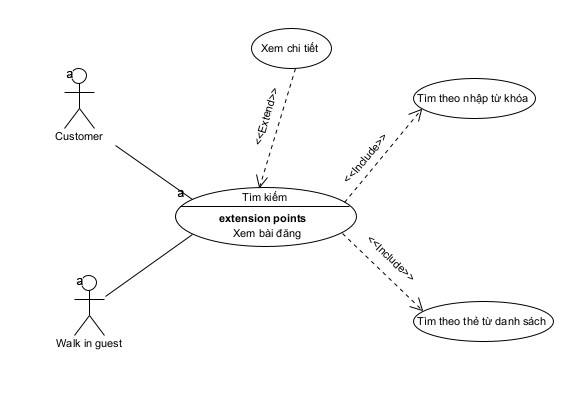 Xem chi tiết
<<Extend>>
Tìm theo nhập từ khóa
<<Include>>
a
Customer
a
Tìm kiếm
extension points
Xem bài đăng
<<Include>>
a
Walk in guest
Tìm theo thẻ từ danh sách